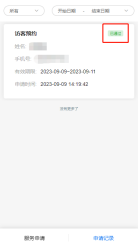 所有 开始日期 - 结束日期
访客预约 已通过
姓名
手机号
有效期限 2023-09-09~2023-09-11
申请时间 2023-09-09 14:19:42
没有更多了
服务申请 申请记录